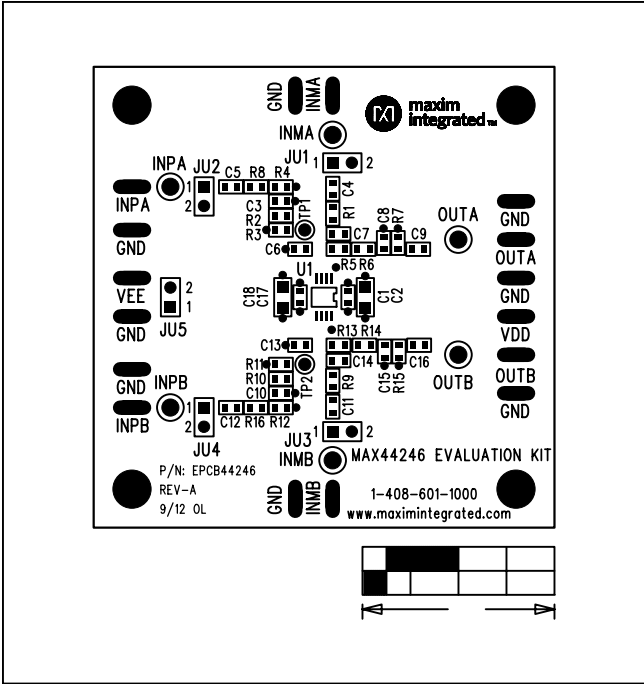 GND
INMA
maxim
integrated™
INMA
INPA
JU2
JU1
1
2
C5
R8
R4
1
2
INPA
C3
R2
R3
TP1
C4
R1
C8
R7
OUTA
GND
GND
C6
C7
C9
OUTA
U1
R5
R6
VEE
2
1
JU5
C18
C17
C1
C2
GND
GND
VDD
C13
R13
R14
GND
R11
R10
C10
TP2
C14
R9
C11
C15
R15
C16
OUTB
OUTB
INPB
INPB
1
2
C12
R16
R12
GND
JU4
JU3
1
2
INMB
MAX44246 EVALUATION KIT
P/N: EPCB44246
REV-A
9/12 OL
GND
INMB
1-408-601-1000
www.maximintegrated.com